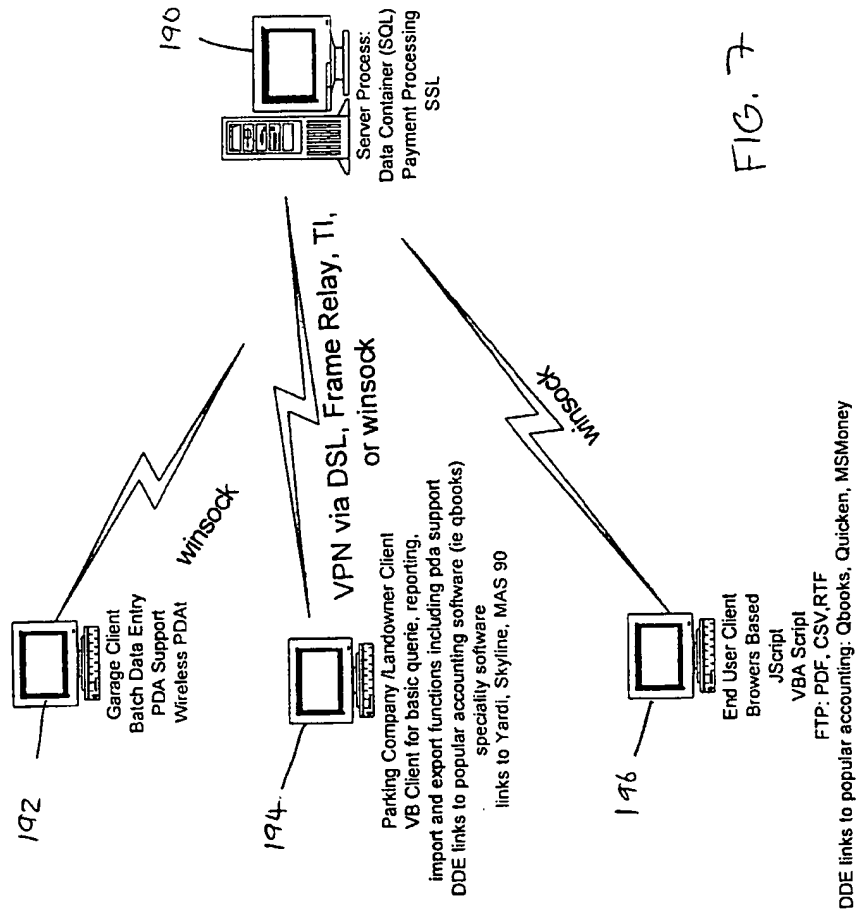 192
Garage Client
Batch Data Entry
PDA Support
Wireless PDAt
winsock
190
Server Process:
Data Container (SQL)
Payment Processing
SSL
194
Parking Company /Landowner Client
VB Client for basic querie, reporting,
import and export functions including pda support
DDE links to popular accounting software (ie qbooks)
speciality software
links to Yardi, Skyline, MAS 90
VPN via DSL, Frame Relay, TI,
or winsock
196
End User Client
Browers Based
JScript
VBA Script
FTP: PDF, CSV,RTF
DDE links to popular accounting: Qbooks, Quicken, MSMoney
winsock
FIG. 7